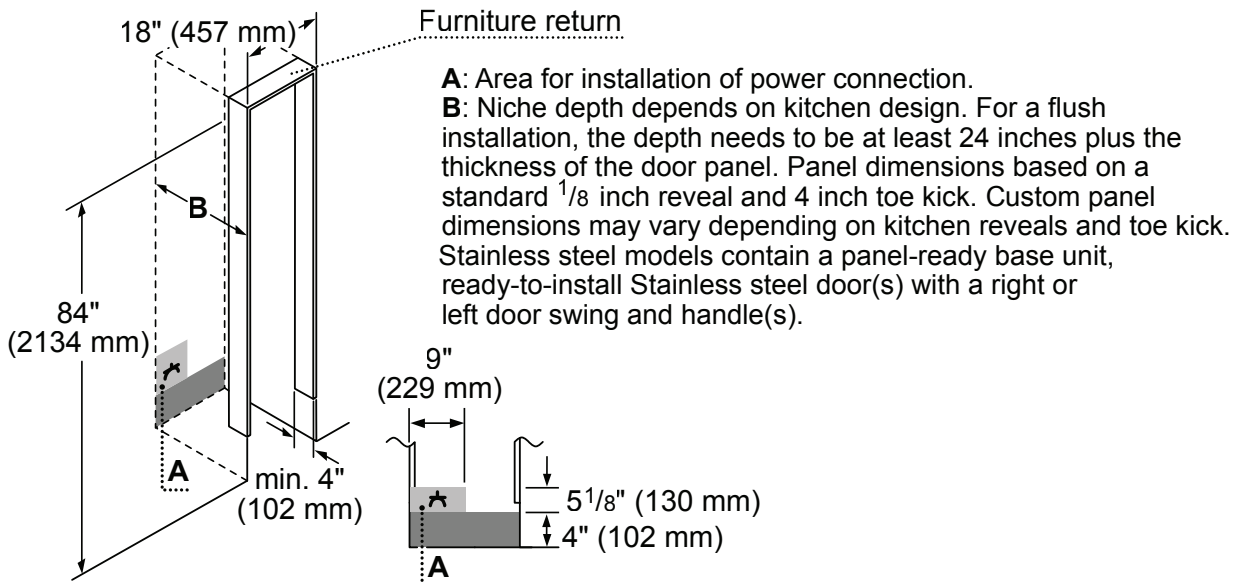 18" (457 mm)
Furniture return
A: Area for installation of power connection.
B: Niche depth depends on kitchen design. For a flush
installation, the depth needs to be at least 24 inches plus the
thickness of the door panel. Panel dimensions based on a
standard 1/8 inch reveal and 4 inch toe kick. Custom panel
dimensions may vary depending on kitchen reveals and toe kick.
Stainless steel models contain a panel-ready base unit,
ready-to-install Stainless steel door(s) with a right or
left door swing and handle(s).
B
84"
(2134 mm)
A
min. 4"
(102 mm)
9"
(229 mm)
51/8" (130 mm)
4" (102 mm)
A